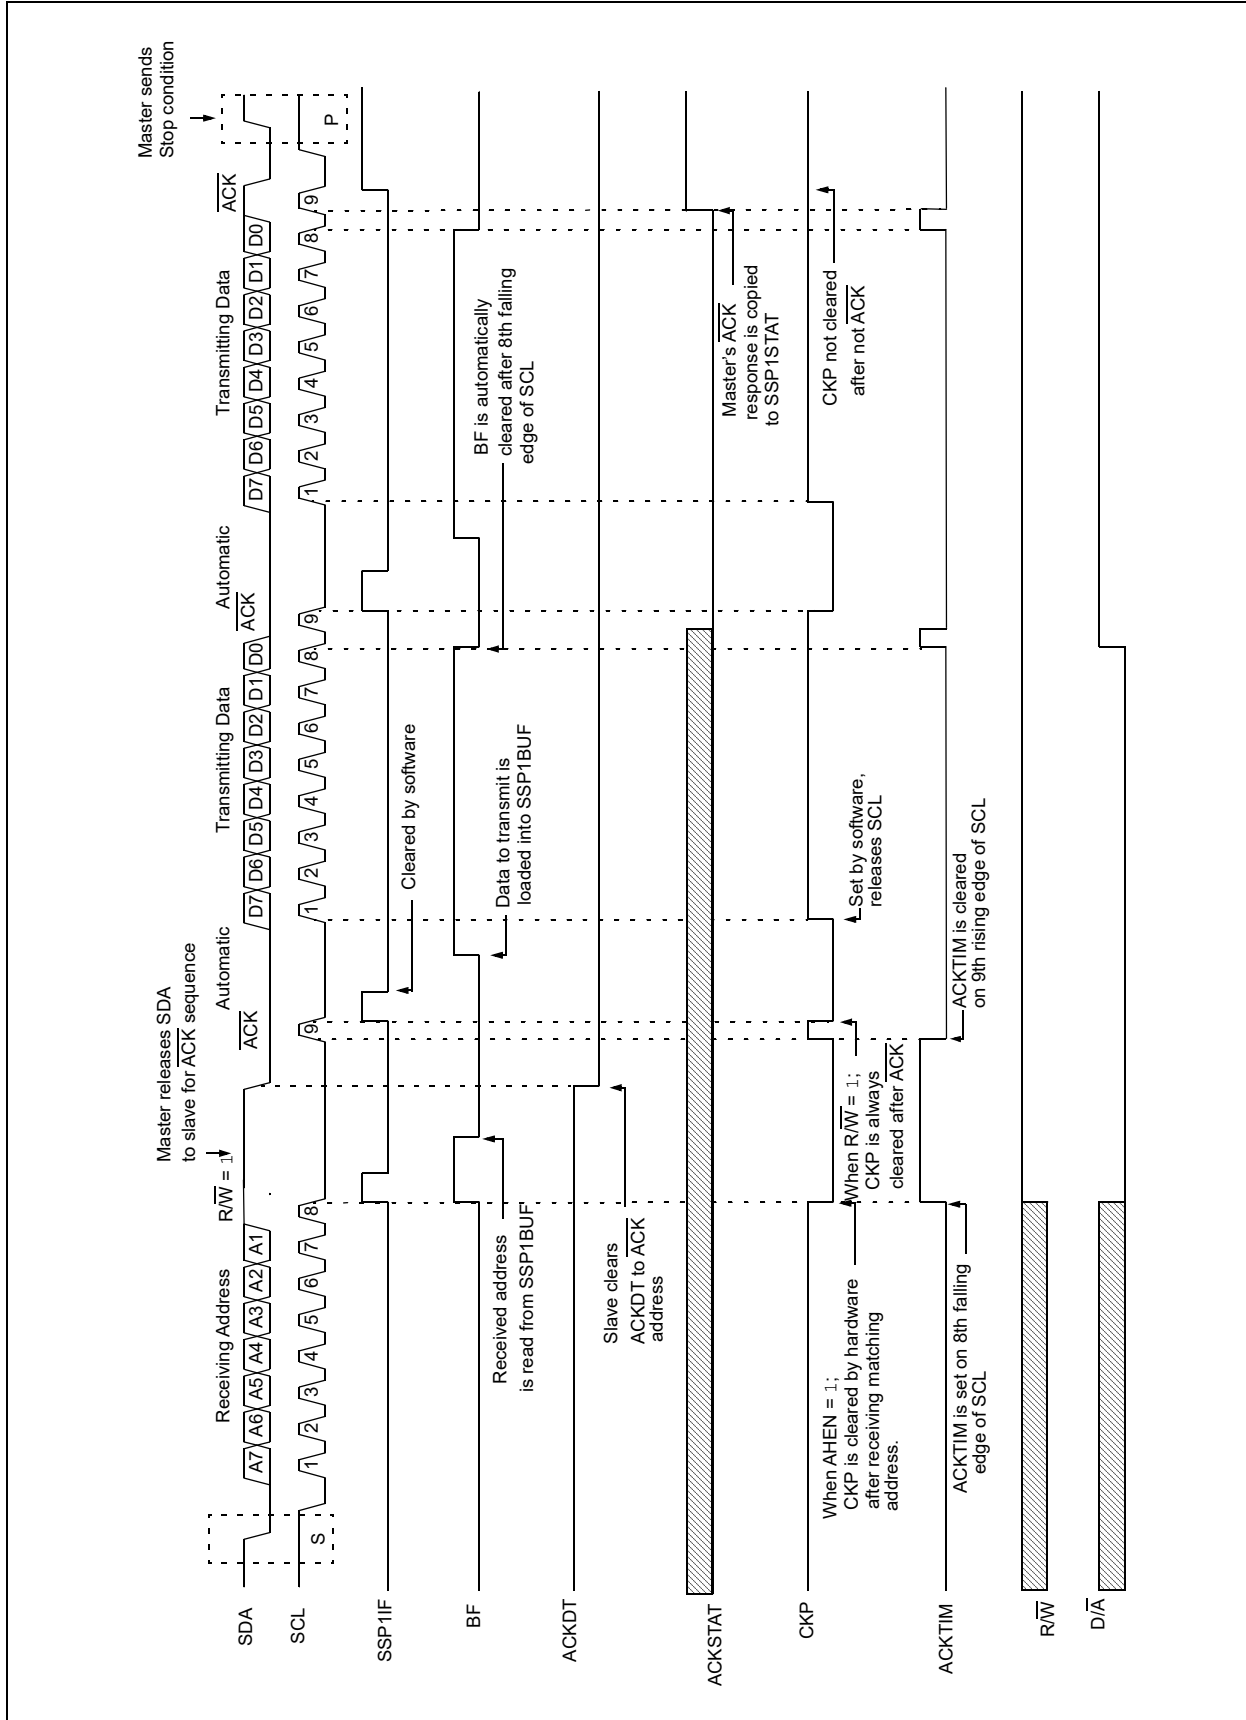 Master releases SDA
to slave for ACK sequence
Master sends
Stop condition
Receiving Address
R/W = 1
Automatic
Transmitting Data
Automatic
Transmitting Data
ACK
ACK
ACK
SDA
A7 A6 A5 A4 A3 A2 A1
D7 D6 D5 D4 D3 D2 D1 D0
D7 D6 D5 D4 D3 D2 D1 D0
SCL
S
1 2 3 4 5 6 7 8 9
1 2 3 4 5 6 7 8 9
1 2 3 4 5 6 7 8 9
P
SSP1IF
Cleared by software
BF
Received address
is read from SSP1BUF
Data to transmit is
loaded into SSP1BUF
BF is automatically
cleared after 8th falling
edge of SCL
ACKDT
Slave clears
ACKDT to ACK
address
ACKSTAT
Master's ACK
response is copied
to SSP1STAT
CKP
When AHEN = 1;
CKP is cleared by hardware
after receiving matching
address.
When R/W = 1;
CKP is always
cleared after ACK
Set by software,
releases SCL
CKP not cleared
after not ACK
ACKTIM
ACKTIM is set on 8th falling
edge of SCL
ACKTIM is cleared
on 9th rising edge of SCL
R/W
D/A